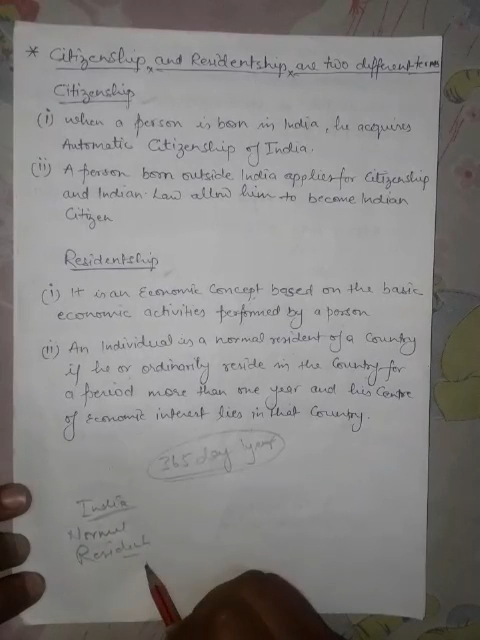 * Citizenship and Residentship are two different terms
Citizenship
(i) when a person is born in India, he acquires
Automatic Citizenship of India.
(ii) A person born outside India applies for Citizenship
and Indian Law allow him to become Indian
Citizen
Residentship
(i) It is an Economic Concept based on the basic
economic activities performed by a person
(ii) An Individual is a normal resident of a Country
if he or ordinarily reside in the Country for
a period more than one year and his Centre
of Economic interest lies in that Country.
365 day year
India
Normal
Resident